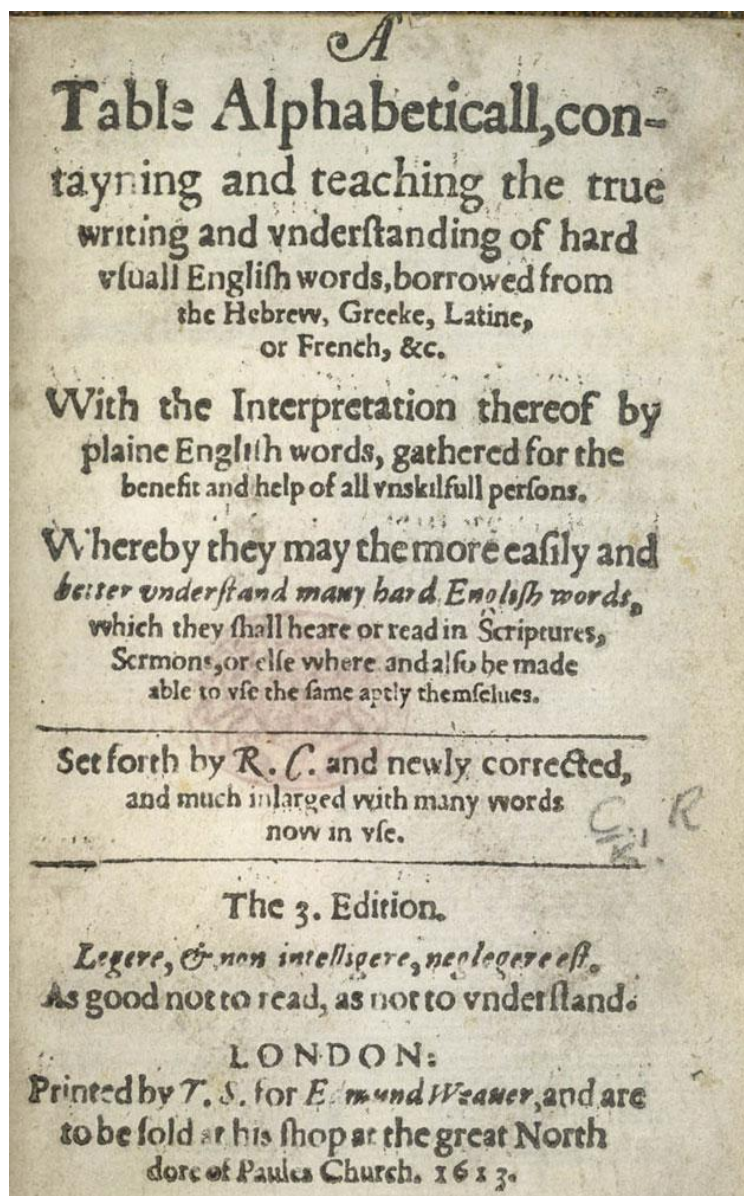 A
Table Alphabeticall, con-
tayning and teaching the true
writing and vnderſtanding of hard
vſuall Engliſh words, borrowed from
the Hebrew, Greeke, Latine,
or French, &c.
With the Interpretation thereof by
plaine Engliſh words, gathered for the
benefit and help of all vnskilfull perſons.
Whereby they may the more eaſily and
better vnderſtand many hard Engliſh words,
which they ſhall heare or read in Scriptures,
Sermons, or elſe where and alſo be made
able to vſe the ſame aptly themſelues.
Set forth by R. C. and newly corrected,
and much inlarged with many words
now in vſe.
C. R
R.
The 3. Edition.
Legere, & non intelligere, neglegere eſt.
As good not to read, as not to vnderſtand.
LONDON:
Printed by T. S. for Edmund Weauer, and are
to be ſold at his ſhop at the great North
dore of Paules Church. 1613.